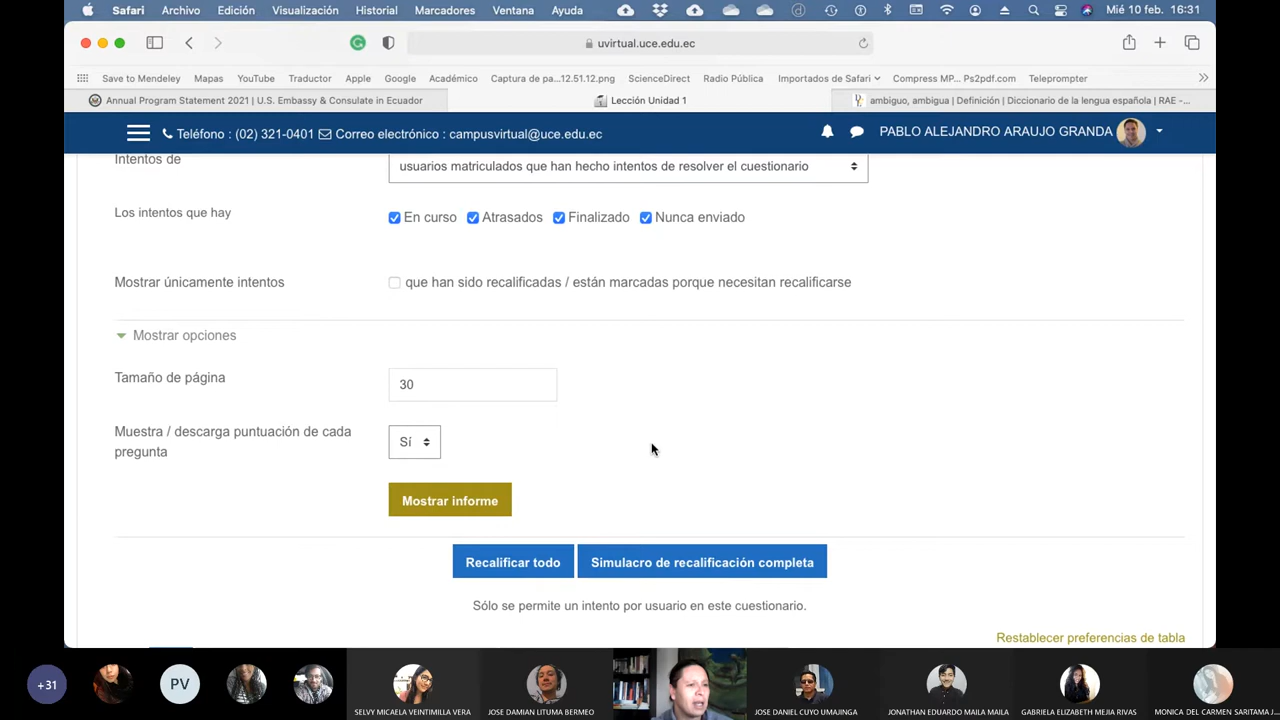 Safari Archivo Edición Visualización Historial Marcadores Ventana Ayuda Mié 10 feb. 16:31
uvirtual.uce.edu.ec
Save to Mendeley Mapas YouTube Traductor Apple Google Académico Captura de pa...12.51.12.png ScienceDirect Radio Pública Importados de Safari Compress MP... Ps2pdf.com Teleprompter
Annual Program Statement 2021 | U.S. Embassy & Consulate in Ecuador Lección Unidad 1 ambiguo, ambigua | Definición | Diccionario de la lengua española | RAE -...
Teléfono : (02) 321-0401 Correo electrónico : campusvirtual@uce.edu.ec PABLO ALEJANDRO ARAUJO GRANDA
Intentos de usuarios matriculados que han hecho intentos de resolver el cuestionario
Los intentos que hay En curso Atrasados Finalizado Nunca enviado
Mostrar únicamente intentos que han sido recalificadas / están marcadas porque necesitan recalificarse
Mostrar opciones
Tamaño de página 30
Muestra / descarga puntuación de cada
pregunta
Sí
Mostrar informe
Recalificar todo Simulacro de recalificación completa
Sólo se permite un intento por usuario en este cuestionario.
Restablecer preferencias de tabla
+31 PV
SELVY MICAELA VEINTIMILLA VERA JOSE DAMIAN LITUMA BERMEO JOSE DANIEL CUYO UMAJINGA JONATHAN EDUARDO MAILA MAILA GABRIELA ELIZABETH MEJIA RIVAS MONICA DEL CARMEN SARITAMA J...